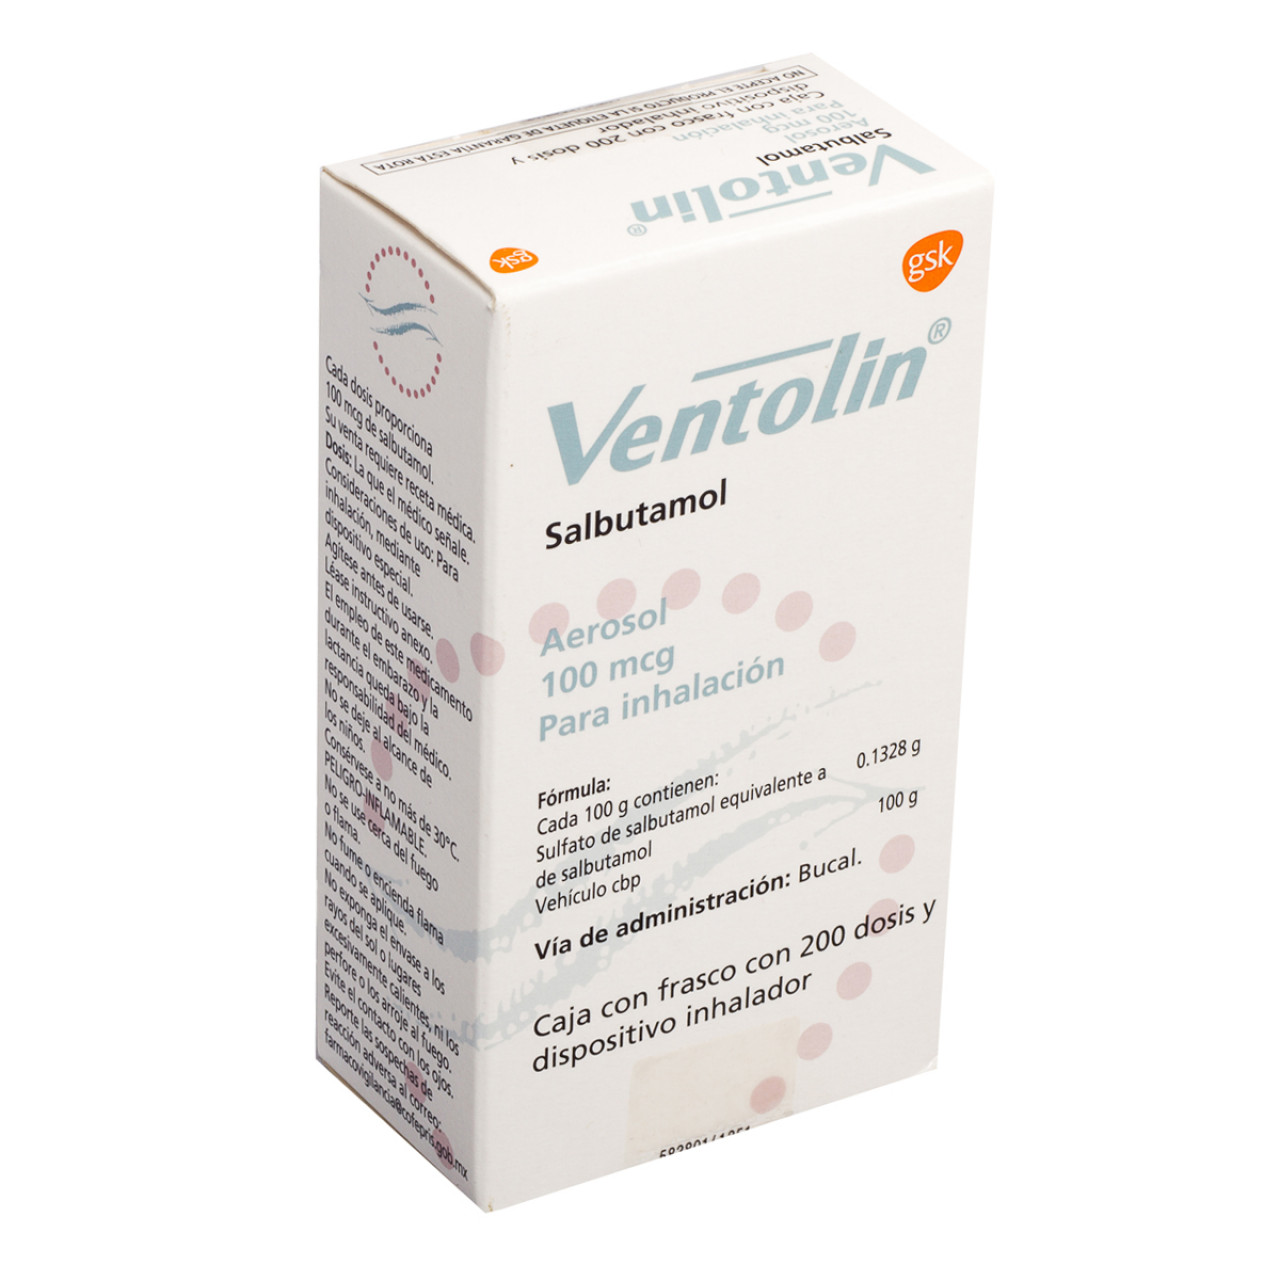 NO ACEPTE EL PRODUCTO SI LA ETIQUETA DE GARANTÍA ESTA ROTA
Ventolin®
Salbutamol
Aerosol
100 mcg
Para inhalación
Caja con frasco con 200 dosis y
dispositivo inhalador
gsk
gsk
Ventolin®
Salbutamol
Aerosol
100 mcg
Para inhalación
Fórmula:
Cada 100 g contienen:
Sulfato de salbutamol equivalente a 0.1328 g
de salbutamol
Vehículo cbp 100 g
Vía de administración: Bucal.
Caja con frasco con 200 dosis y
dispositivo inhalador
Cada dosis proporciona
100 mcg de salbutamol.
Su venta requiere receta médica.
Dosis: La que el médico señale.
Consideraciones de uso: Para
inhalación, mediante
dispositivo especial.
Agítese antes de usarse.
Léase instructivo anexo.
El empleo de este medicamento
durante el embarazo y la
lactancia queda bajo la
responsabilidad del médico.
No se deje al alcance de
los niños.
Consérvese a no más de 30°C.
PELIGRO-INFLAMABLE.
No se use cerca del fuego
o flama.
No fume o encienda flama
cuando se aplique.
No exponga el envase a los
rayos del sol o lugares
excesivamente calientes, ni los
perfore o los arroje al fuego.
Evite el contacto con los ojos.
Reporte las sospechas de
reacción adversa al correo:
farmacovigilancia@cofepris.gob.mx